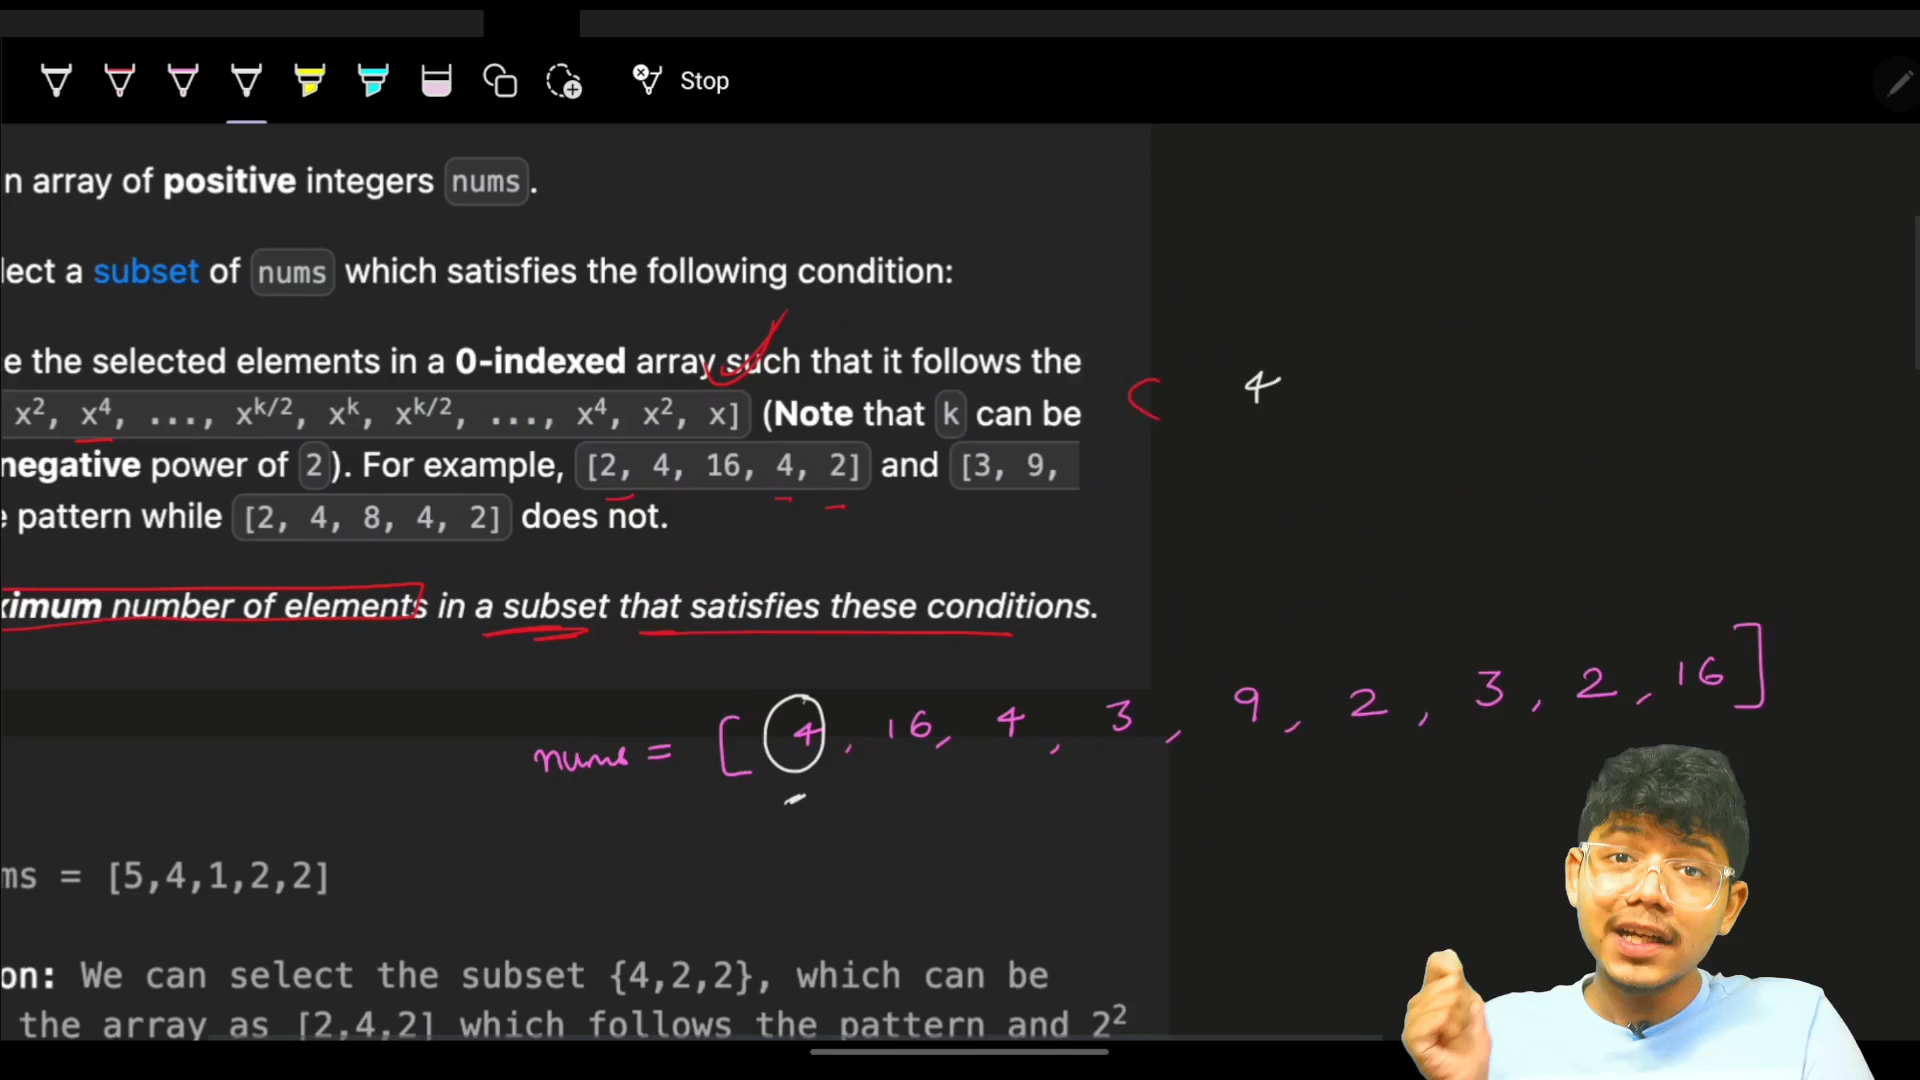 Stop
n array of positive integers nums.
lect a subset of nums which satisfies the following condition:
e the selected elements in a 0-indexed array such that it follows the
x², x⁴, ..., xᵏ/², xᵏ, xᵏ/², ..., x⁴, x², x] (Note that k can be
negative power of 2). For example, [2, 4, 16, 4, 2] and [3, 9,
e pattern while [2, 4, 8, 4, 2] does not.
ximum number of elements in a subset that satisfies these conditions.
4
nums = [4, 16, 4, 3, 9, 2, 3, 2, 16]
ms = [5,4,1,2,2]
on: We can select the subset {4,2,2}, which can be
the array as [2,4,2] which follows the pattern and 2²